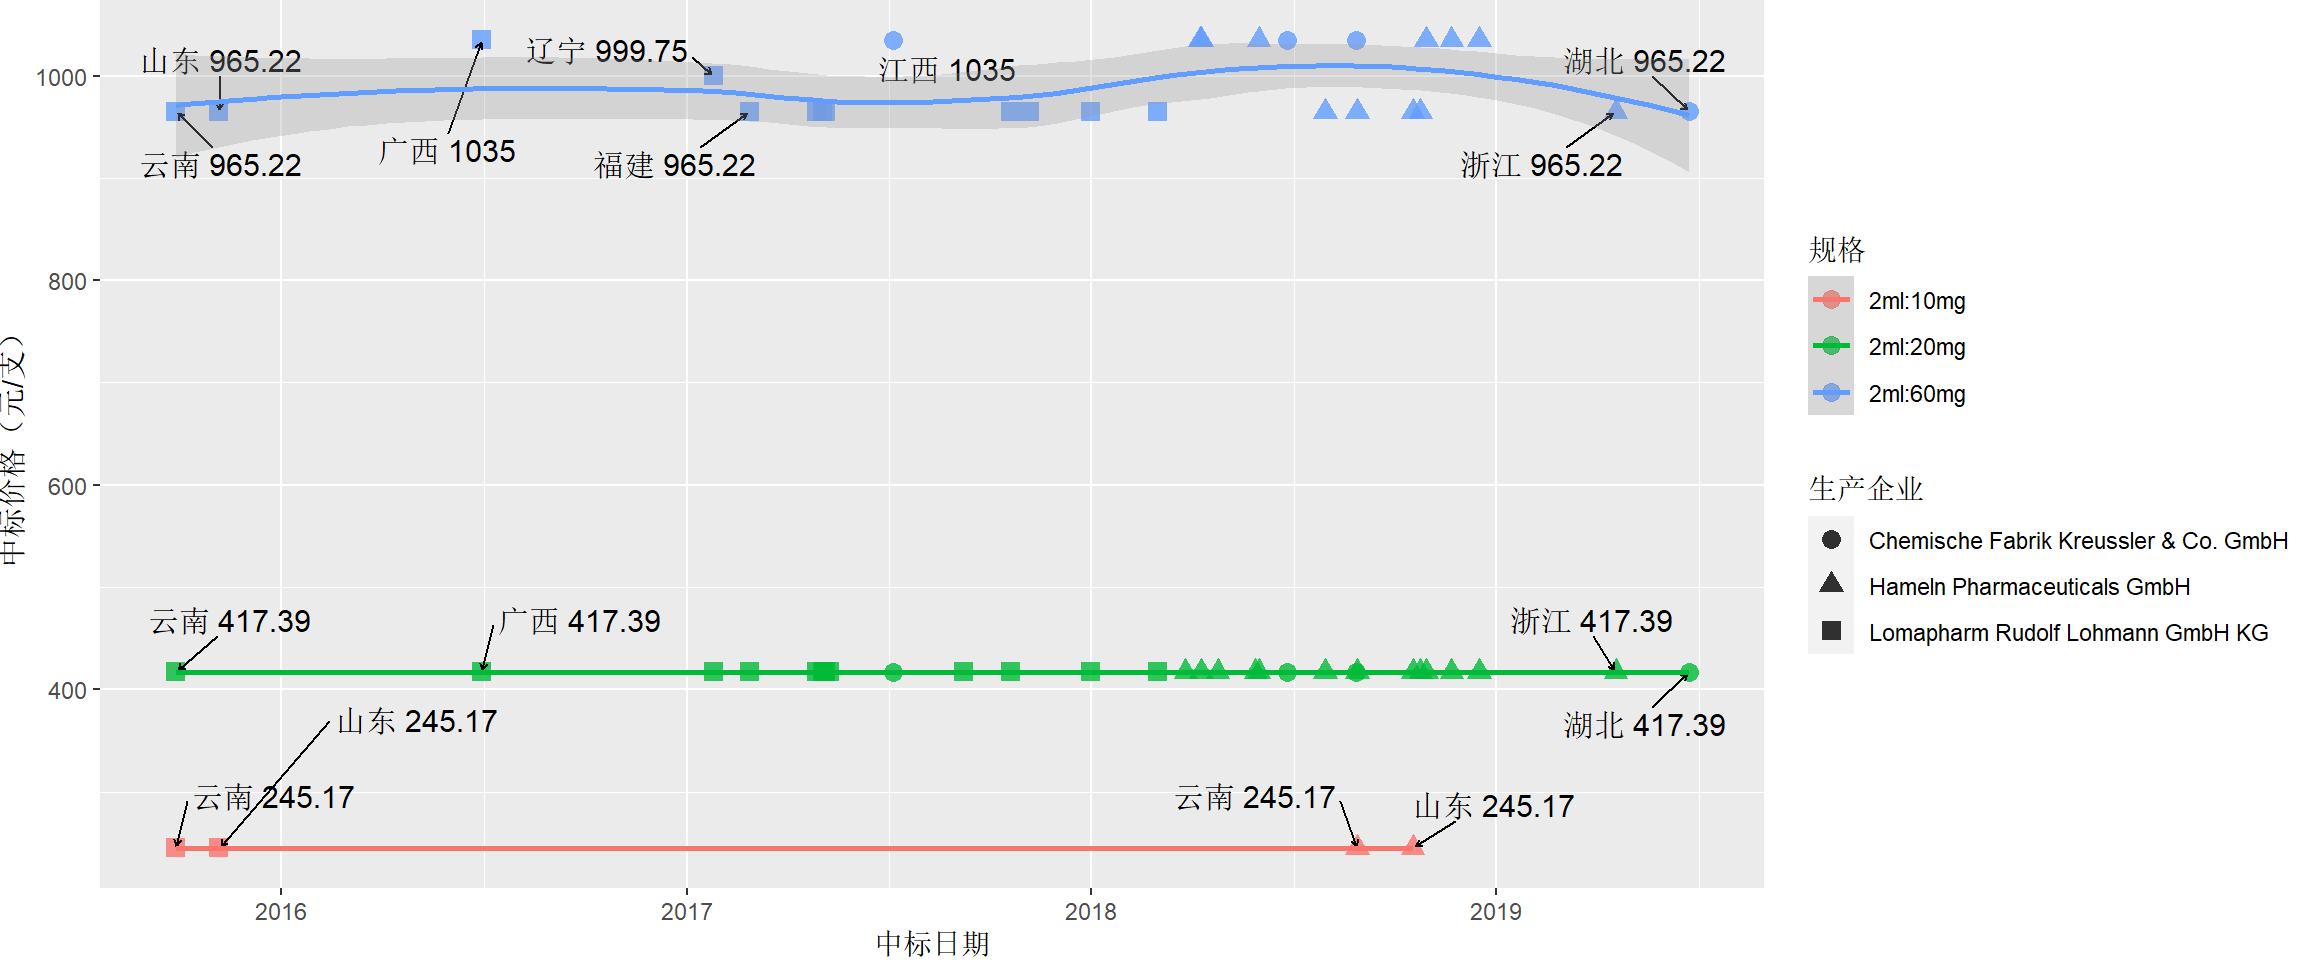 山东 965.22
辽宁 999.75
江西 1035
湖北 965.22
云南 965.22
广西 1035
福建 965.22
浙江 965.22
1000
800
600
400
中标价格（元/支）
云南 417.39
广西 417.39
浙江 417.39
山东 245.17
湖北 417.39
云南 245.17
云南 245.17
山东 245.17
2016
2017
2018
2019
中标日期
规格
2ml:10mg
2ml:20mg
2ml:60mg
生产企业
Chemische Fabrik Kreussler & Co. GmbH
Hameln Pharmaceuticals GmbH
Lomapharm Rudolf Lohmann GmbH KG